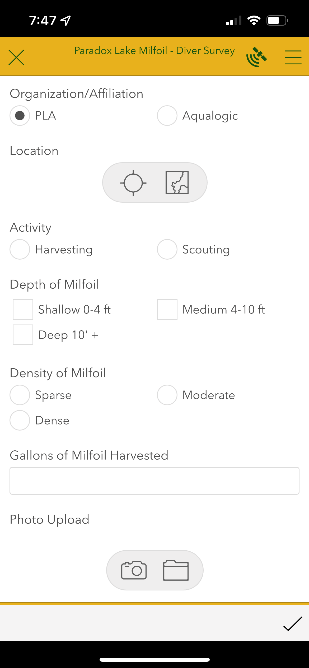 7:47
Paradox Lake Milfoil - Diver Survey
Organization/Affiliation
PLA Aqualogic
Location
Activity
Harvesting Scouting
Depth of Milfoil
Shallow 0-4 ft Medium 4-10 ft
Deep 10' +
Density of Milfoil
Sparse Moderate
Dense
Gallons of Milfoil Harvested
Photo Upload